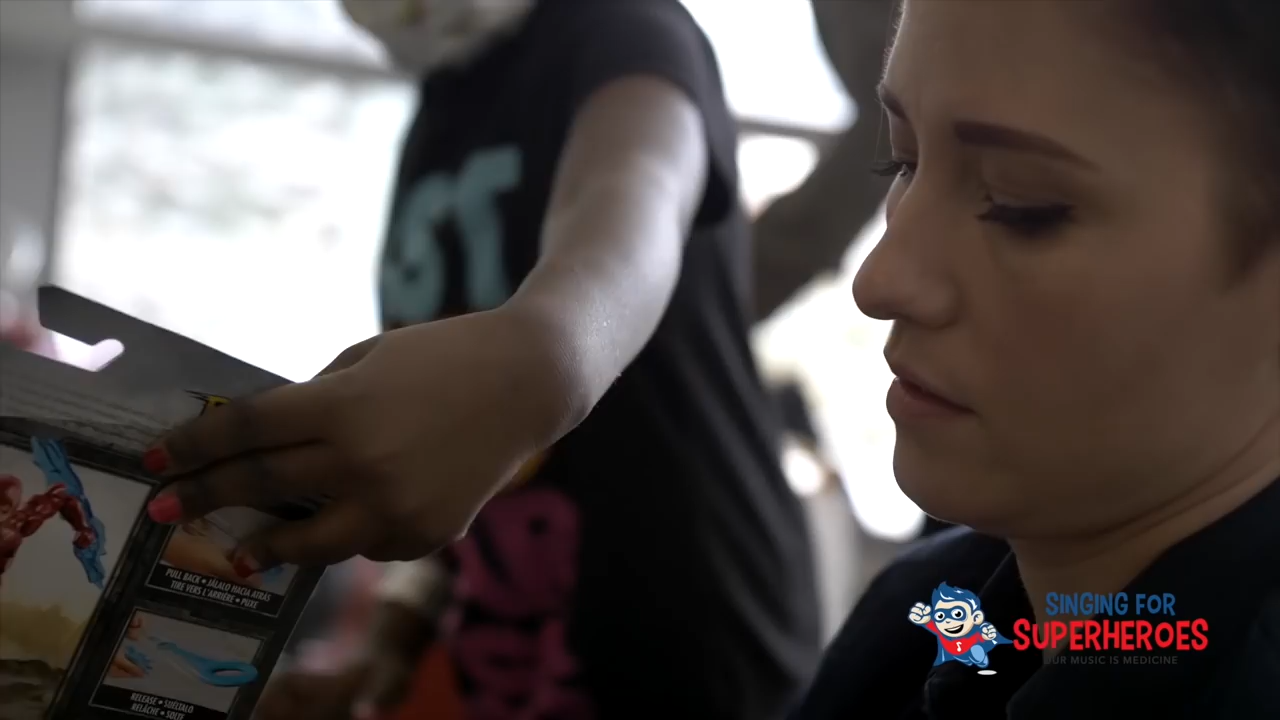 PULL BACK • JÁLALO HACIA ATRÁS
TIRE VERS L'ARRIÈRE • PUXE
RELEASE • SUÉLTALO
RELÂCHE • SOLTE
SINGING FOR
SUPERHEROES
OUR MUSIC IS MEDICINE